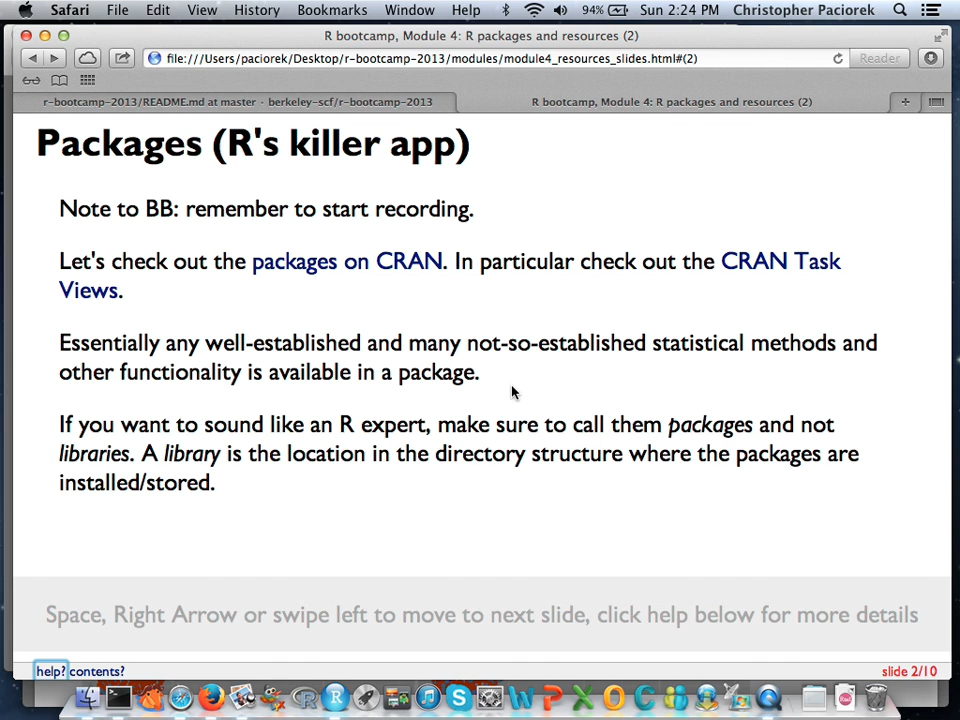 Safari File Edit View History Bookmarks Window Help 94% Sun 2:24 PM Christopher Paciorek
R bootcamp, Module 4: R packages and resources (2)
file:///Users/paciorek/Desktop/r-bootcamp-2013/modules/module4_resources_slides.html#(2) Reader
r-bootcamp-2013/README.md at master · berkeley-scf/r-bootcamp-2013 R bootcamp, Module 4: R packages and resources (2)
Packages (R's killer app)
Note to BB: remember to start recording.
Let's check out the packages on CRAN. In particular check out the CRAN Task
Views.
Essentially any well-established and many not-so-established statistical methods and
other functionality is available in a package.
If you want to sound like an R expert, make sure to call them packages and not
libraries. A library is the location in the directory structure where the packages are
installed/stored.
Space, Right Arrow or swipe left to move to next slide, click help below for more details
help? contents? slide 2/10